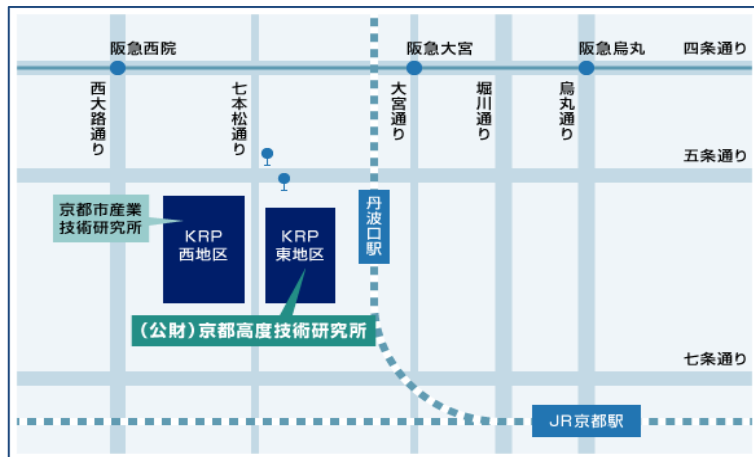 阪急西院
阪急大宮
阪急烏丸
四条通り
西大路通り
七本松通り
大宮通り
堀川通り
烏丸通り
五条通り
京都市産業
技術研究所
KRP
西地区
KRP
東地区
丹波口駅
（公財）京都高度技術研究所
七条通り
JR京都駅